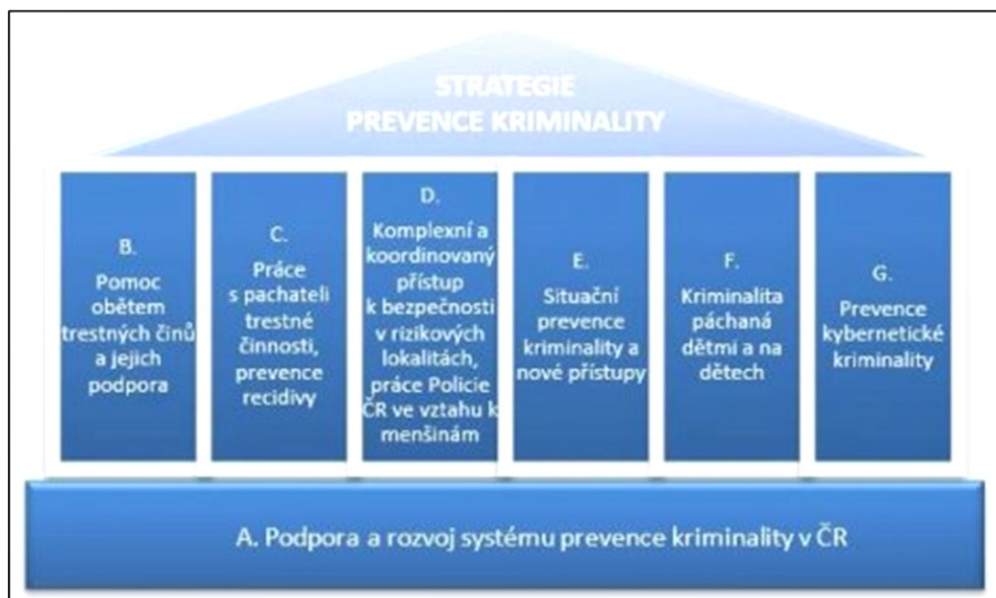 STRATEGIE
PREVENCE KRIMINALITY
B.
Pomoc
obětem
trestných činů
a jejich
podpora
C.
Práce
s pachateli
trestné
činnosti,
prevence
recidivy
D.
Komplexní a
koordinovaný
přístup
k bezpečnosti
v rizikových
lokalitách,
práce Policie
ČR ve vztahu k
menšinám
E.
Situační
prevence
kriminality a
nové přístupy
F.
Kriminalita
páchaná
dětmi a na
dětech
G.
Prevence
kybernetické
kriminality
A. Podpora a rozvoj systému prevence kriminality v ČR